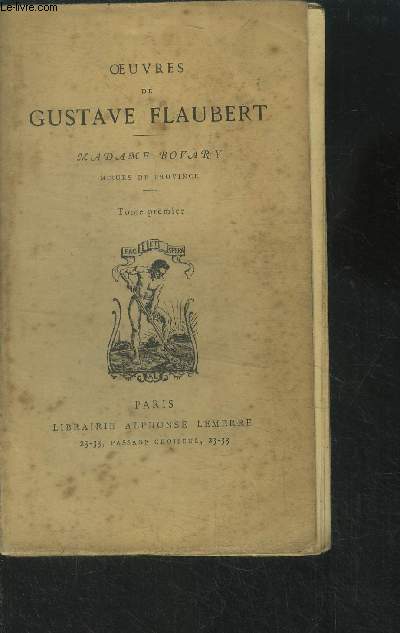 le-livre.com
ŒUVRES
DE
GUSTAVE FLAUBERT
MADAME BOVARY
MŒURS DE PROVINCE
Tome premier
FAC ET SPERA
PARIS
LIBRAIRIE ALPHONSE LEMERRE
23-33, PASSAGE CHOISEUL, 23-33